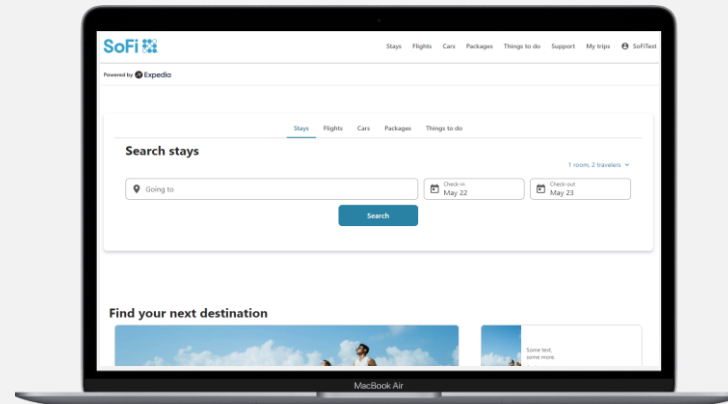 SoFi
Stays Flights Cars Packages Things to do Support My trips SoFiTest
Powered by Expedia
Stays Flights Cars Packages Things to do
Search stays
1 room, 2 travelers
Going to
Check-in
May 22
Check-out
May 23
Search
Find your next destination
Some text,
some more.
MacBook Air